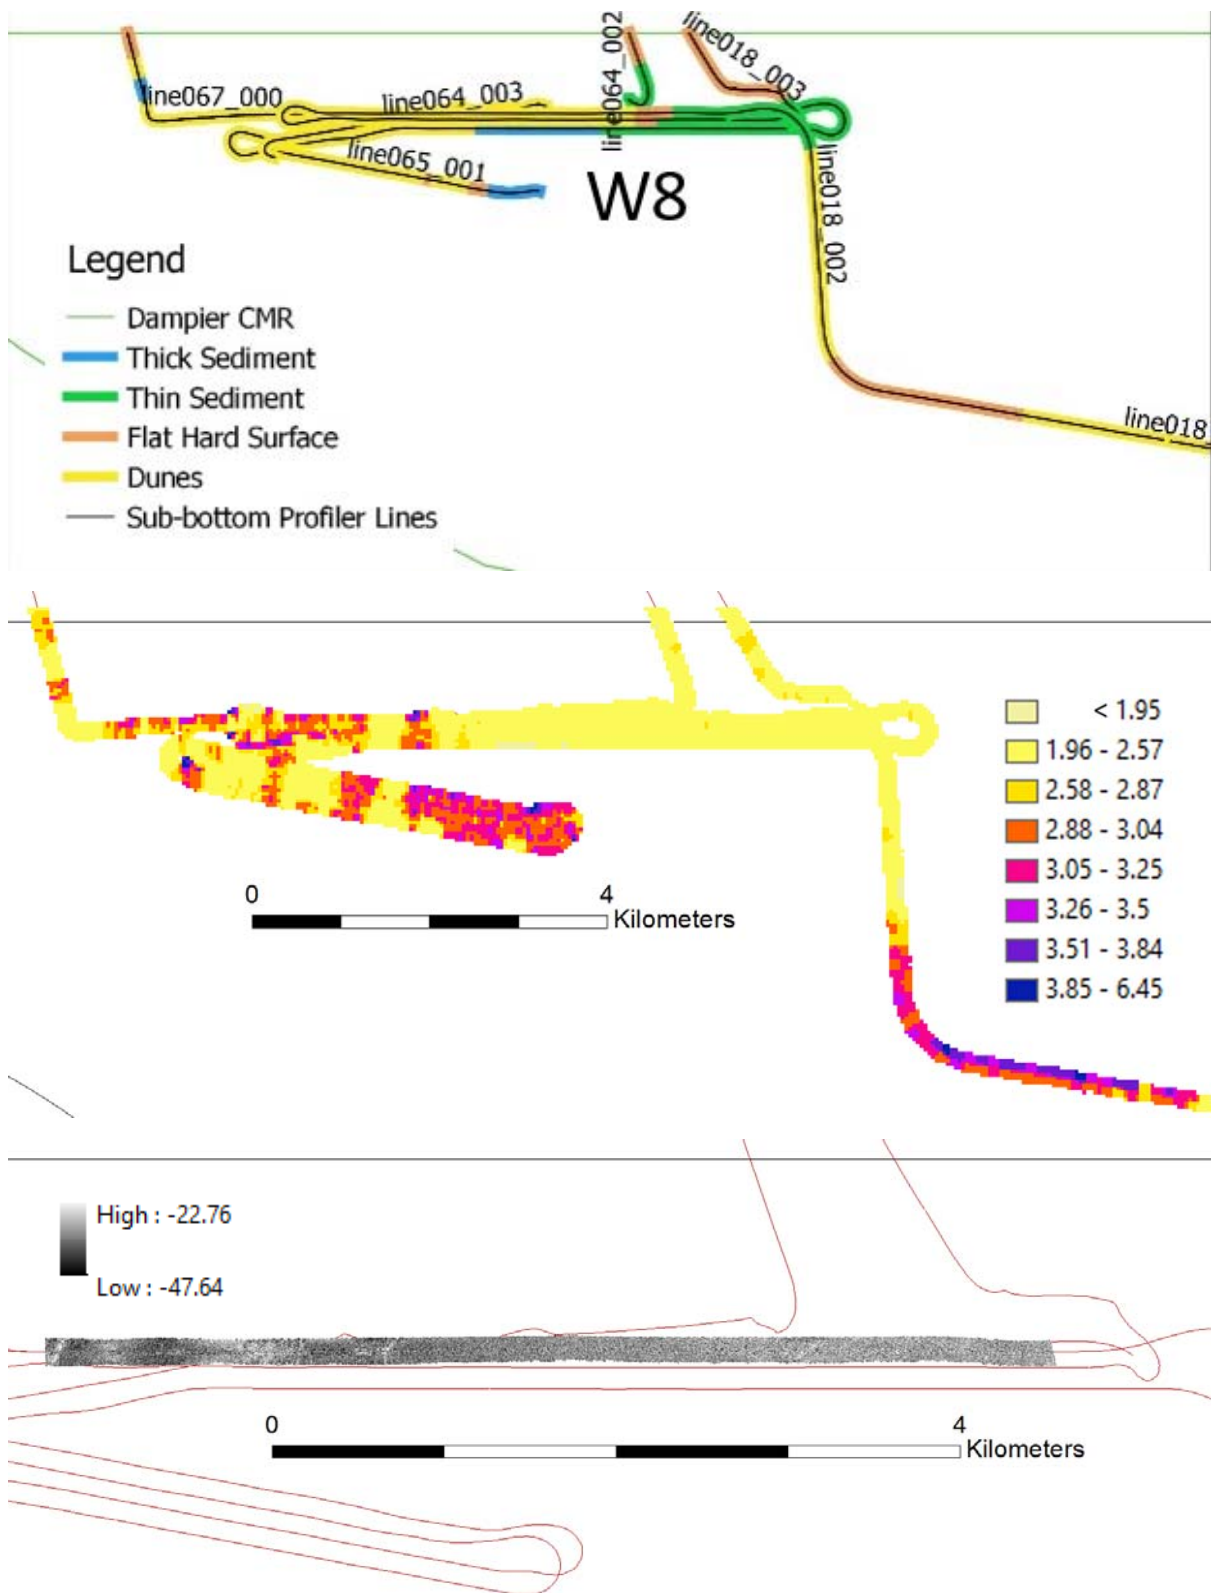 line064_002
line018_003
line067_000
line064_003
line065_001
W8
line018_002
line018_
Legend
Dampier CMR
Thick Sediment
Thin Sediment
Flat Hard Surface
Dunes
Sub-bottom Profiler Lines
< 1.95
1.96 - 2.57
2.58 - 2.87
2.88 - 3.04
3.05 - 3.25
3.26 - 3.5
3.51 - 3.84
3.85 - 6.45
0 4
Kilometers
High : -22.76
Low : -47.64
0 4
Kilometers